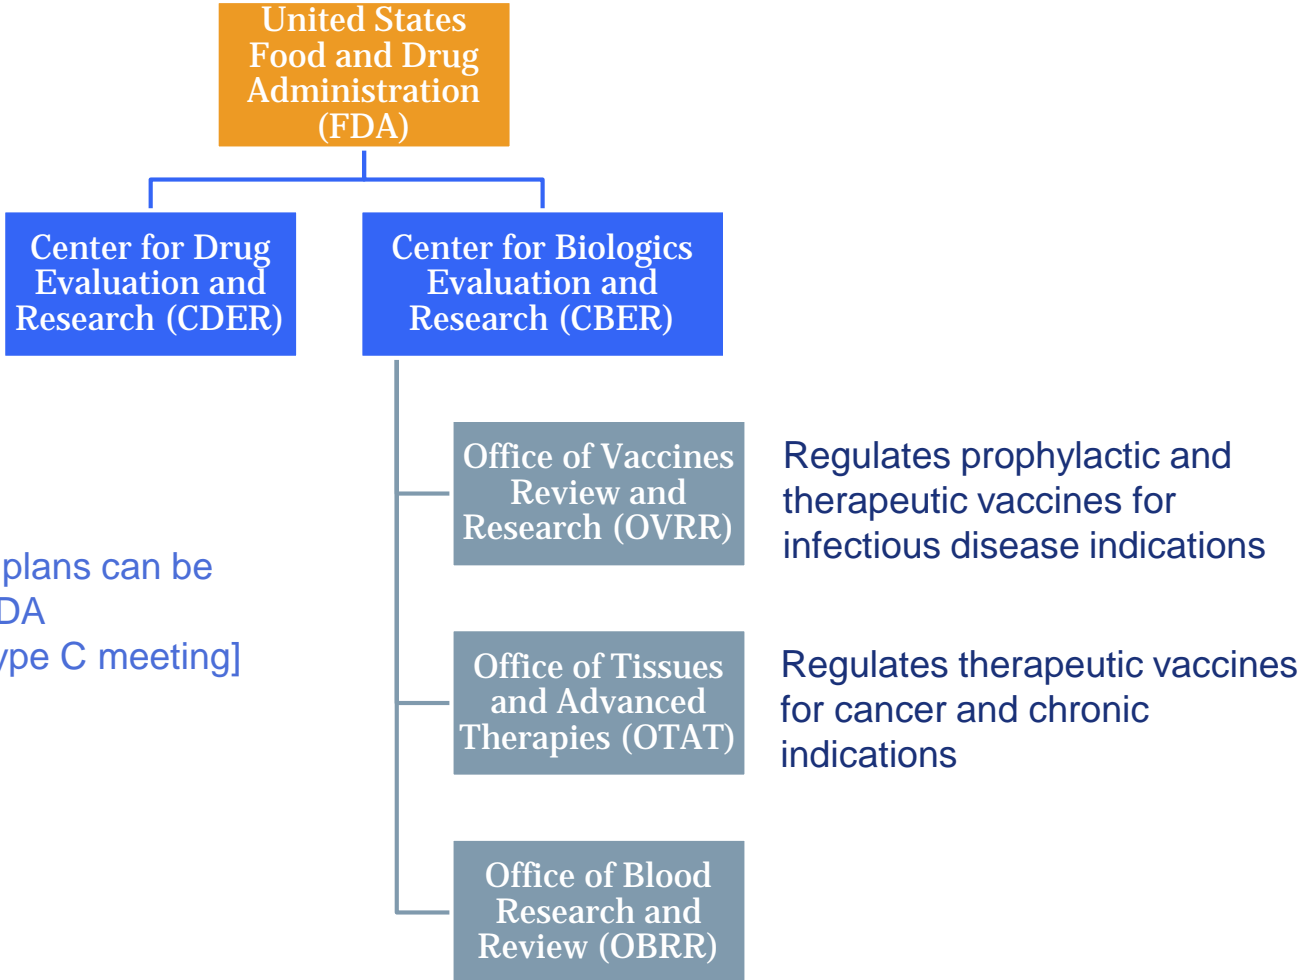 United States
Food and Drug
Administration
(FDA)
Center for Drug
Evaluation and
Research (CDER)
Center for Biologics
Evaluation and
Research (CBER)
Office of Vaccines
Review and
Research (OVRR)
Regulates prophylactic and
therapeutic vaccines for
infectious disease indications
plans can be
DA
ype C meeting]
Office of Tissues
and Advanced
Therapies (OTAT)
Regulates therapeutic vaccines
for cancer and chronic
indications
Office of Blood
Research and
Review (OBRR)